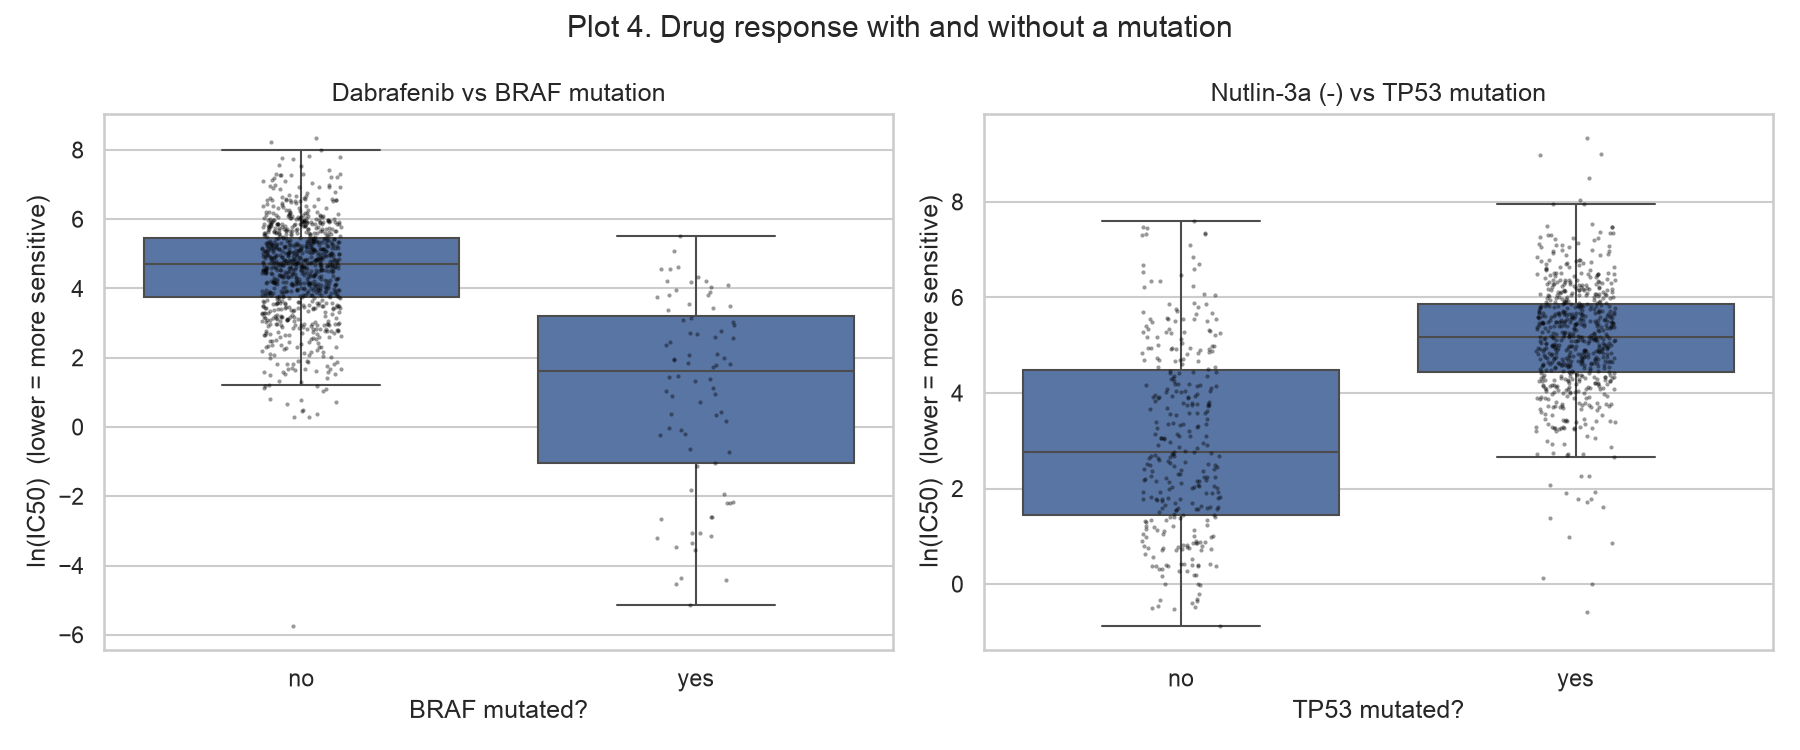 Plot 4. Drug response with and without a mutation
Dabrafenib vs BRAF mutation
ln(IC50)  (lower = more sensitive)
8
6
4
2
0
−2
−4
−6
no
yes
BRAF mutated?
Nutlin-3a (-) vs TP53 mutation
ln(IC50)  (lower = more sensitive)
8
6
4
2
0
no
yes
TP53 mutated?